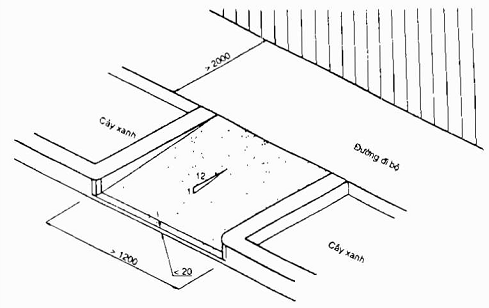 > 2000
Cây xanh
Đường đi bộ
12
1
Cây xanh
> 1200
< 20